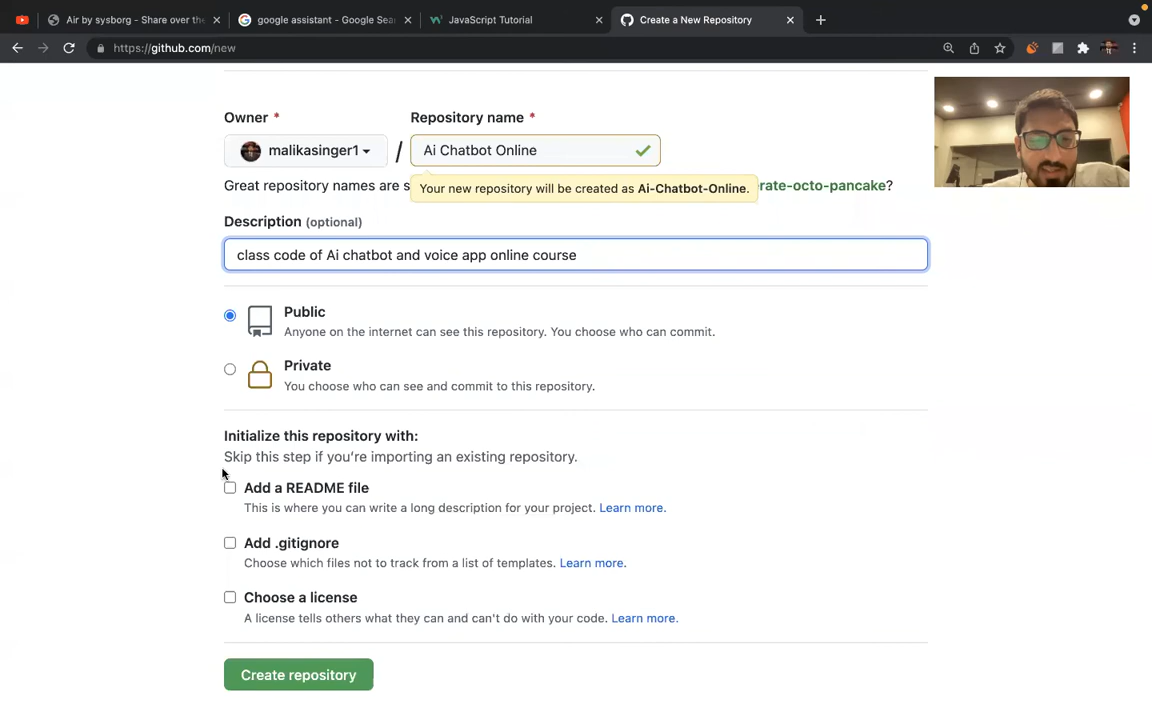 Air by sysborg - Share over the
google assistant - Google Sea
JavaScript Tutorial
Create a New Repository
https://github.com/new
Owner *
Repository name *
malikasinger1
/
Ai Chatbot Online
Great repository names are s
Your new repository will be created as Ai-Chatbot-Online.
rate-octo-pancake?
Description (optional)
class code of Ai chatbot and voice app online course
Public
Anyone on the internet can see this repository. You choose who can commit.
Private
You choose who can see and commit to this repository.
Initialize this repository with:
Skip this step if you're importing an existing repository.
Add a README file
This is where you can write a long description for your project. Learn more.
Add .gitignore
Choose which files not to track from a list of templates. Learn more.
Choose a license
A license tells others what they can and can't do with your code. Learn more.
Create repository